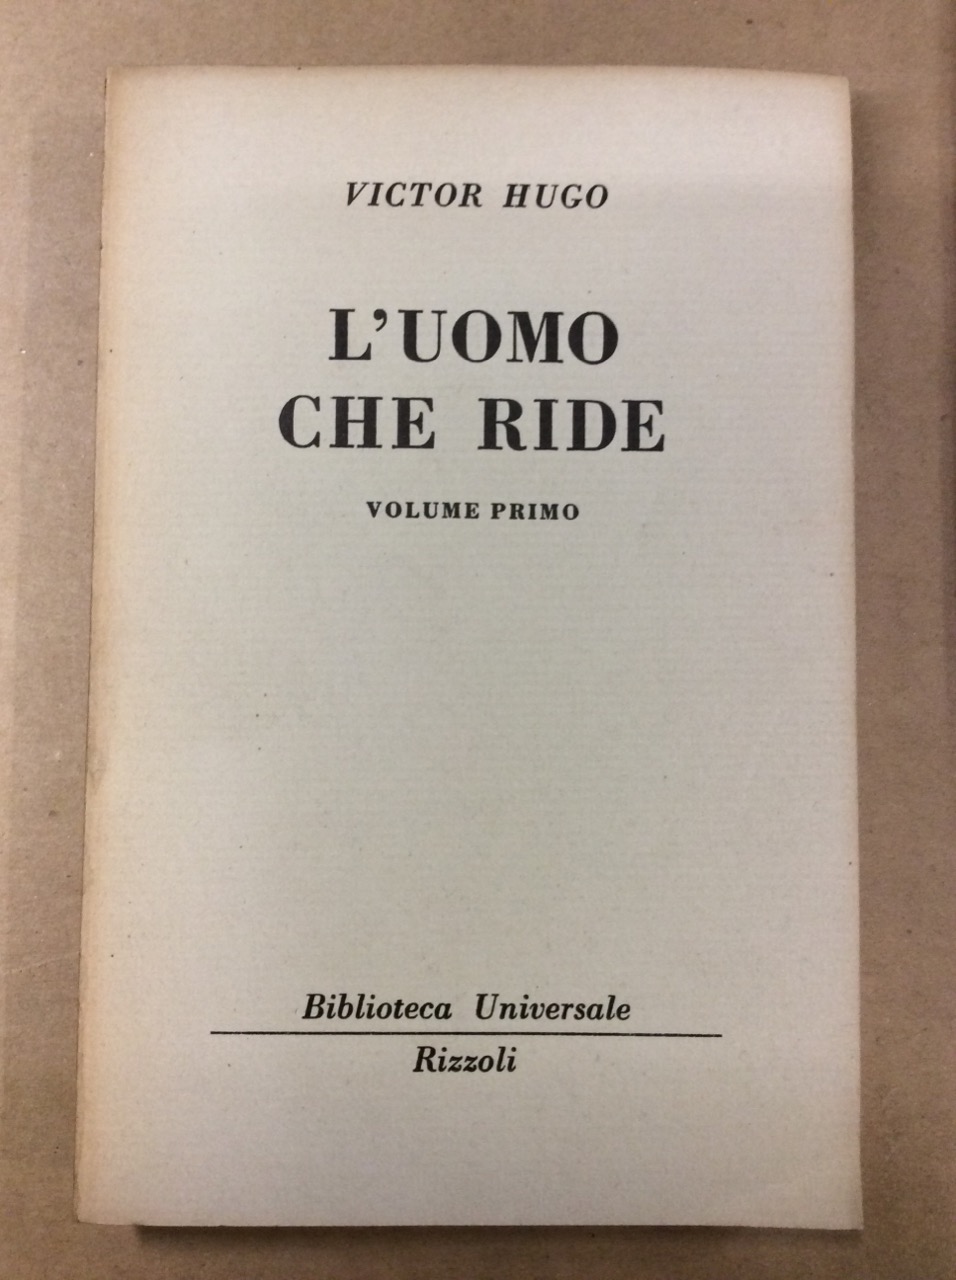 VICTOR HUGO
L'UOMO
CHE RIDE
VOLUME PRIMO
Biblioteca Universale
Rizzoli